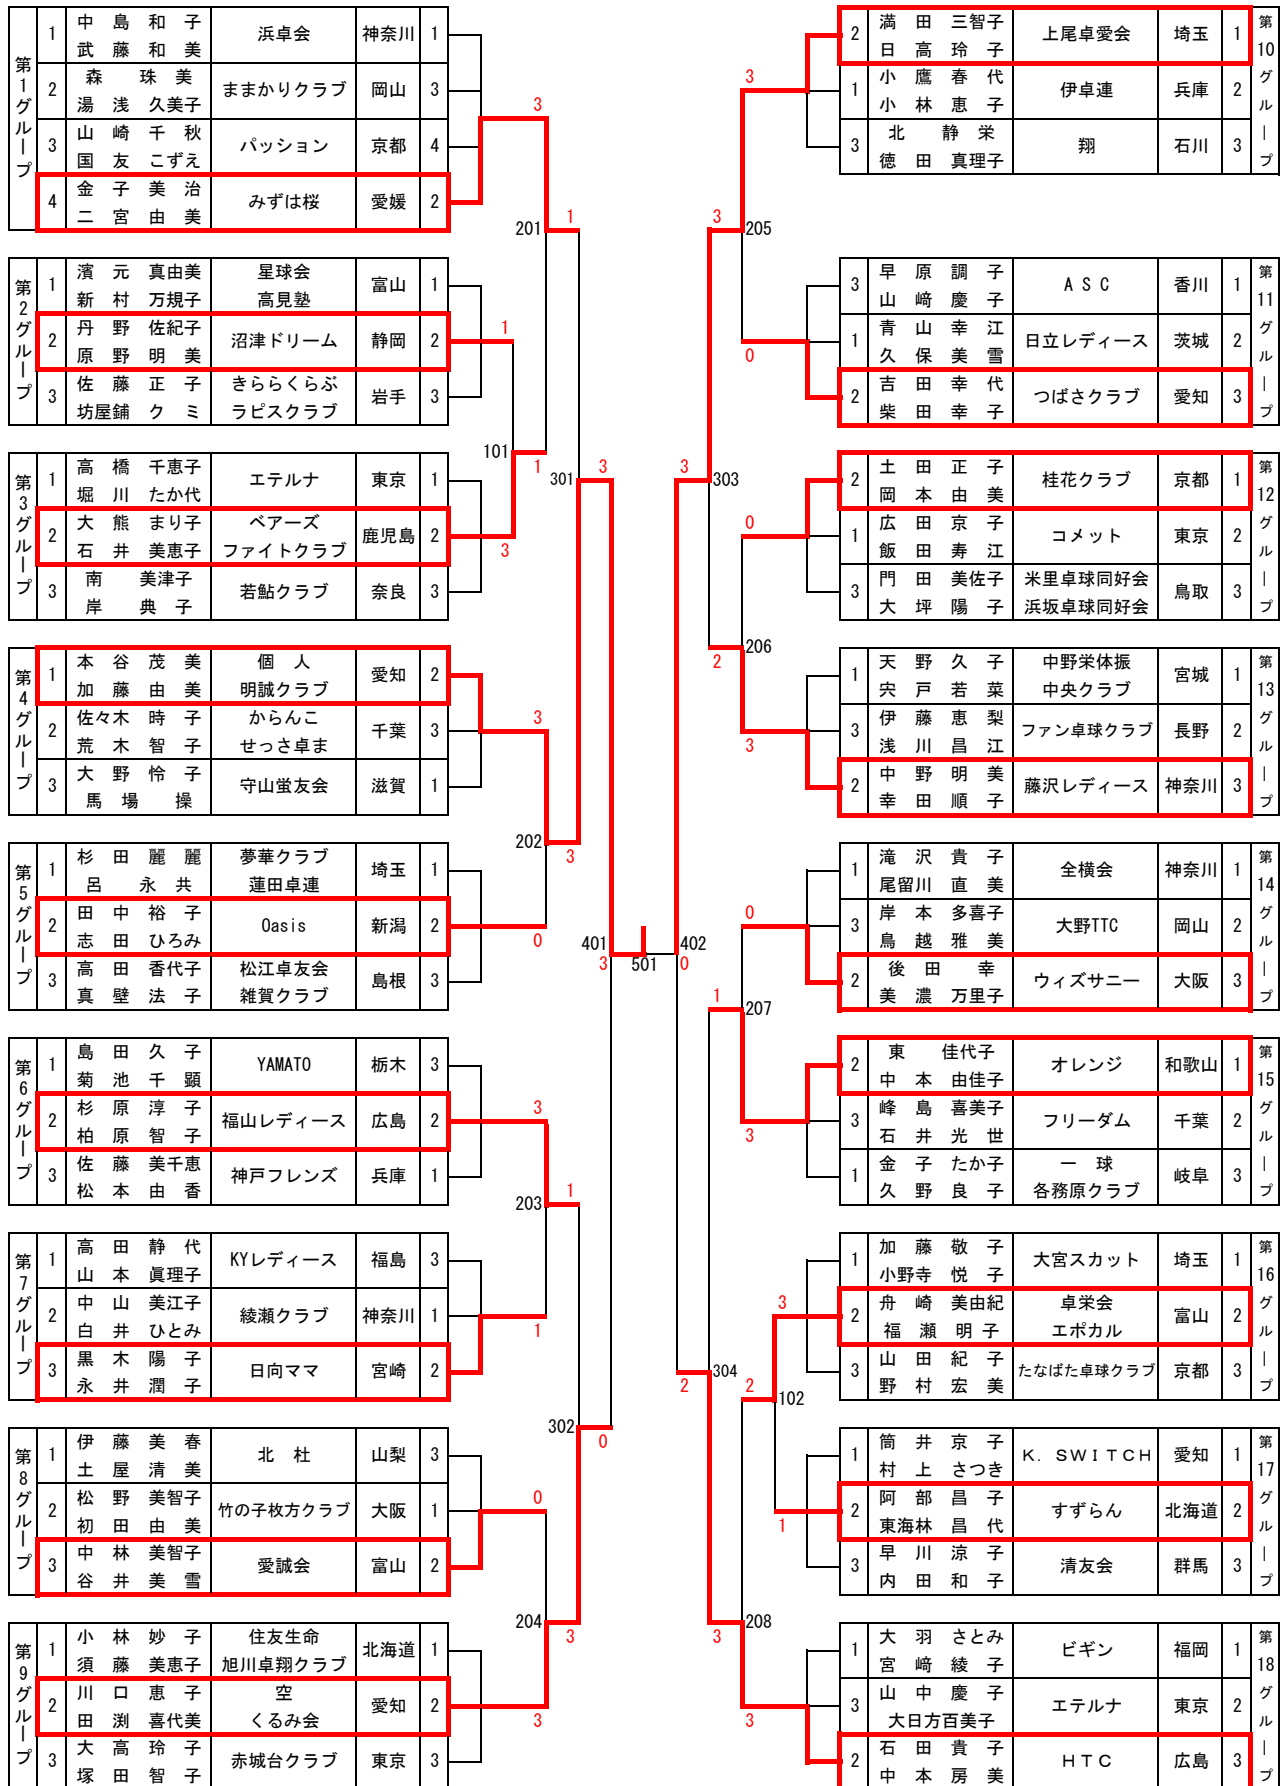 第1グループ
1 中島和子 浜卓会 神奈川 1
武藤和美
2 森珠美 ままかりクラブ 岡山 3
湯浅久美子
3 山崎千秋 パッション 京都 4
国友こずえ
4 金子美治 みずは桜 愛媛 2
二宮由美
3
201
1
第2グループ
1 濱元真由美 星球会 富山 1
新村万規子 高見塾
2 丹野佐紀子 沼津ドリーム 静岡 2
原野明美
3 佐藤正子 きららくらぶ 岩手 3
坊屋鋪クミ ラピスクラブ
1
101
1
3
第3グループ
1 高橋千恵子 エテルナ 東京 1
堀川たか代
2 大熊まり子 ベアーズ 鹿児島 2
石井美恵子 ファイトクラブ
3 南美津子 若鮎クラブ 奈良 3
岸典子
301
3
第4グループ
1 本谷茂美 個人 愛知 2
加藤由美 明誠クラブ
2 佐々木時子 からんこ 千葉 3
荒木智子 せっさ卓ま
3 大野怜子 守山蛍友会 滋賀 1
馬場操
3
202
3
第5グループ
1 杉田麗麗 夢華クラブ 埼玉 1
呂永共 蓮田卓連
2 田中裕子 Oasis 新潟 2
志田ひろみ
3 高田香代子 松江卓友会 島根 3
真壁法子 雑賀クラブ
0
401
3
501
402
0
第6グループ
1 島田久子 YAMATO 栃木 3
菊池千顕
2 杉原淳子 福山レディース 広島 2
柏原智子
3 佐藤美千恵 神戸フレンズ 兵庫 1
松本由香
3
203
1
第7グループ
1 高田静代 KYレディース 福島 3
山本眞理子
2 中山美江子 綾瀬クラブ 神奈川 1
白井ひとみ
3 黒木陽子 日向ママ 宮崎 2
永井潤子
1
302
0
第8グループ
1 伊藤美春 北杜 山梨 3
土屋清美
2 松野美智子 竹の子枚方クラブ 大阪 1
初田由美
3 中林美智子 愛誠会 富山 2
谷井美雪
0
204
3
第9グループ
1 小林妙子 住友生命 北海道 1
須藤美恵子 旭川卓翔クラブ
2 川口恵子 空 愛知 2
田渕喜代美 くるみ会
3 大高玲子 赤城台クラブ 東京 3
塚田智子
3
第10グループ
2 満田三智子 上尾卓愛会 埼玉 1
日高玲子
1 小鷹春代 伊卓連 兵庫 2
小林恵子
3 北静栄 翔 石川 3
徳田真理子
3
3
205
第11グループ
3 早原調子 ASC 香川 1
山﨑慶子
1 青山幸江 日立レディース 茨城 2
久保美雪
2 吉田幸代 つばさクラブ 愛知 3
柴田幸子
0
3
303
第12グループ
2 土田正子 桂花クラブ 京都 1
岡本由美
1 広田京子 コメット 東京 2
飯田寿江
3 門田美佐子 米里卓球同好会 鳥取 3
大坪陽子 浜坂卓球同好会
0
206
2
第13グループ
1 天野久子 中野栄体振 宮城 1
宍戸若菜 中央クラブ
3 伊藤恵梨 ファン卓球クラブ 長野 2
浅川昌江
2 中野明美 藤沢レディース 神奈川 3
幸田順子
3
第14グループ
1 滝沢貴子 全横会 神奈川 1
尾留川直美
3 岸本多喜子 大野TTC 岡山 2
鳥越雅美
2 後田幸 ウィズサニー 大阪 3
美濃万里子
0
1
207
第15グループ
2 東佳代子 オレンジ 和歌山 1
中本由佳子
3 峰島喜美子 フリーダム 千葉 2
石井光世
1 金子たか子 一球 岐阜 3
久野良子 各務原クラブ
3
第16グループ
1 加藤敬子 大宮スカット 埼玉 1
小野寺悦子
2 舟崎美由紀 卓栄会 富山 2
福瀬明子 エポカル
3 山田紀子 たなばた卓球クラブ 京都 3
野村宏美
3
304
2
2
102
第17グループ
1 筒井京子 K.SWITCH 愛知 1
村上さつき
2 阿部昌子 すずらん 北海道 2
東海林昌代
3 早川涼子 清友会 群馬 3
内田和子
1
208
3
第18グループ
1 大羽さとみ ビギン 福岡 1
宮﨑綾子
3 山中慶子 エテルナ 東京 2
大日方百美子
2 石田貴子 HTC 広島 3
中本房美
3